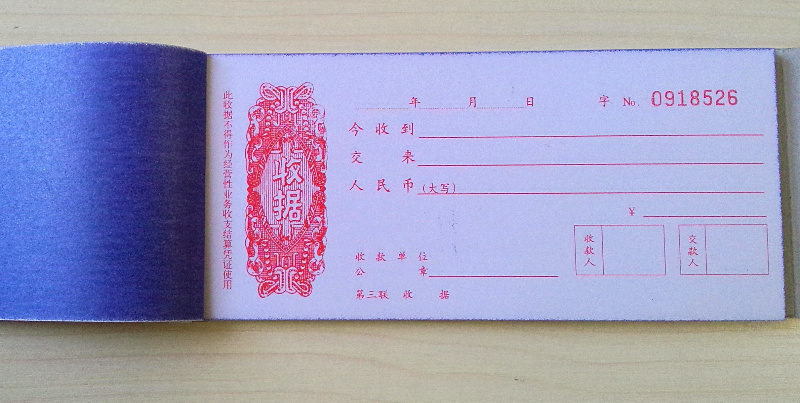 此收据不得作为经营性业务收支结算凭证使用
收据
年 月 日 字 No. 0918526
今收到
交来
人民币(大写)
¥
收款人
交款人
收款单位
公章
第三联 收据